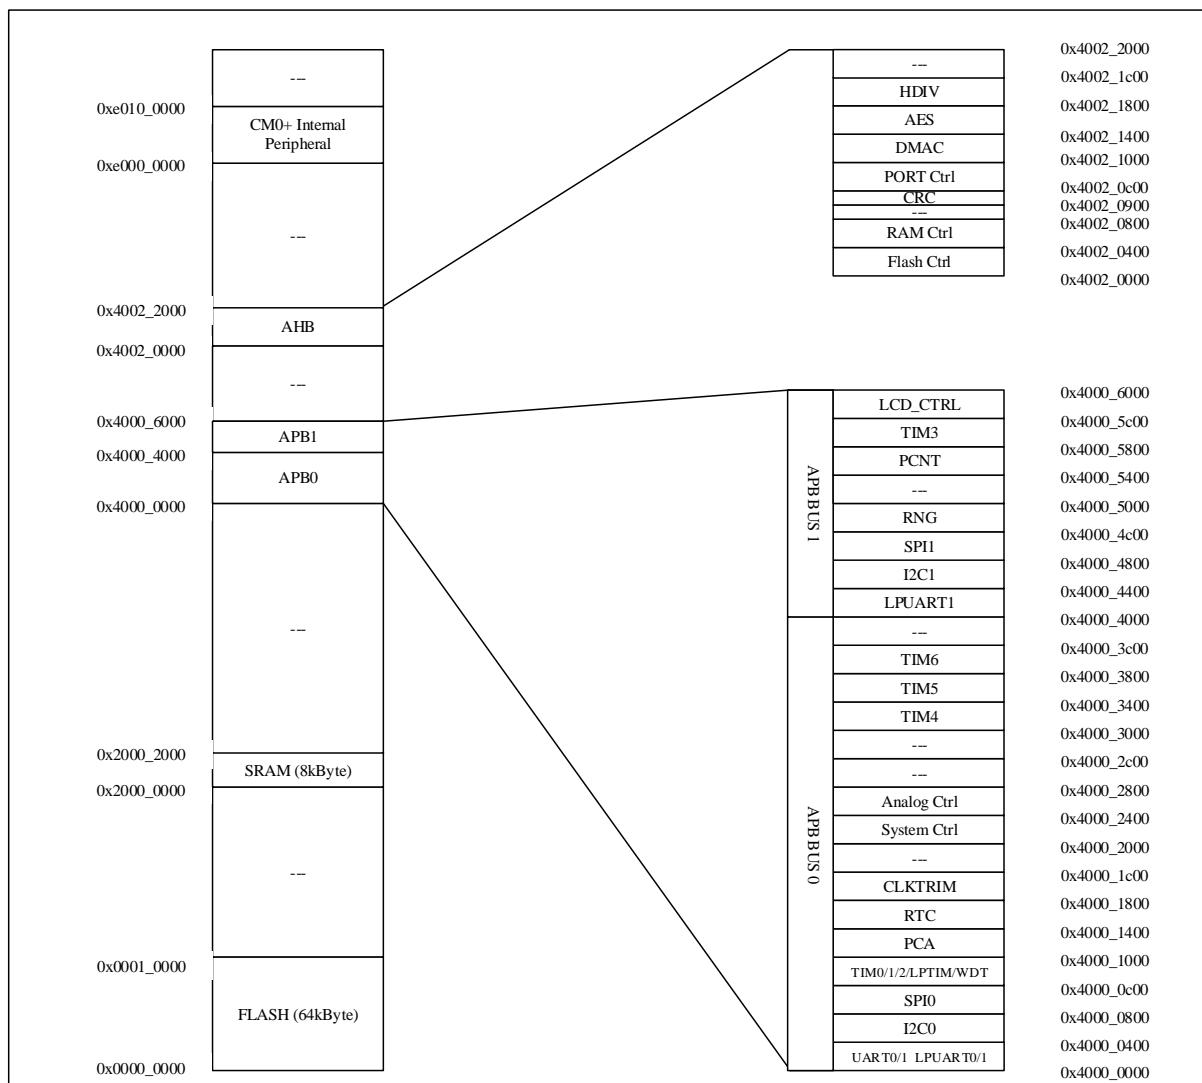 ---
0xe010_0000
CM0+ Internal
Peripheral
0xe000_0000
---
0x4002_2000
AHB
0x4002_0000
---
0x4000_6000
APB1
0x4000_4000
APB0
0x4000_0000
---
0x2000_2000
SRAM (8kByte)
0x2000_0000
---
0x0001_0000
FLASH (64kByte)
0x0000_0000
0x4002_2000
---
0x4002_1c00
HDIV
0x4002_1800
AES
0x4002_1400
DMAC
0x4002_1000
PORT Ctrl
0x4002_0c00
CRC
0x4002_0900
---
0x4002_0800
RAM Ctrl
0x4002_0400
Flash Ctrl
0x4002_0000
APB BUS 1
0x4000_6000
LCD_CTRL
0x4000_5c00
TIM3
0x4000_5800
PCNT
0x4000_5400
---
0x4000_5000
RNG
0x4000_4c00
SPI1
0x4000_4800
I2C1
0x4000_4400
LPUART1
0x4000_4000
APB BUS 0
---
0x4000_3c00
TIM6
0x4000_3800
TIM5
0x4000_3400
TIM4
0x4000_3000
---
0x4000_2c00
---
0x4000_2800
Analog Ctrl
0x4000_2400
System Ctrl
0x4000_2000
---
0x4000_1c00
CLKTRIM
0x4000_1800
RTC
0x4000_1400
PCA
0x4000_1000
TIM0/1/2/LPTIM/WDT
0x4000_0c00
SPI0
0x4000_0800
I2C0
0x4000_0400
UART0/1 LPUART0/1
0x4000_0000